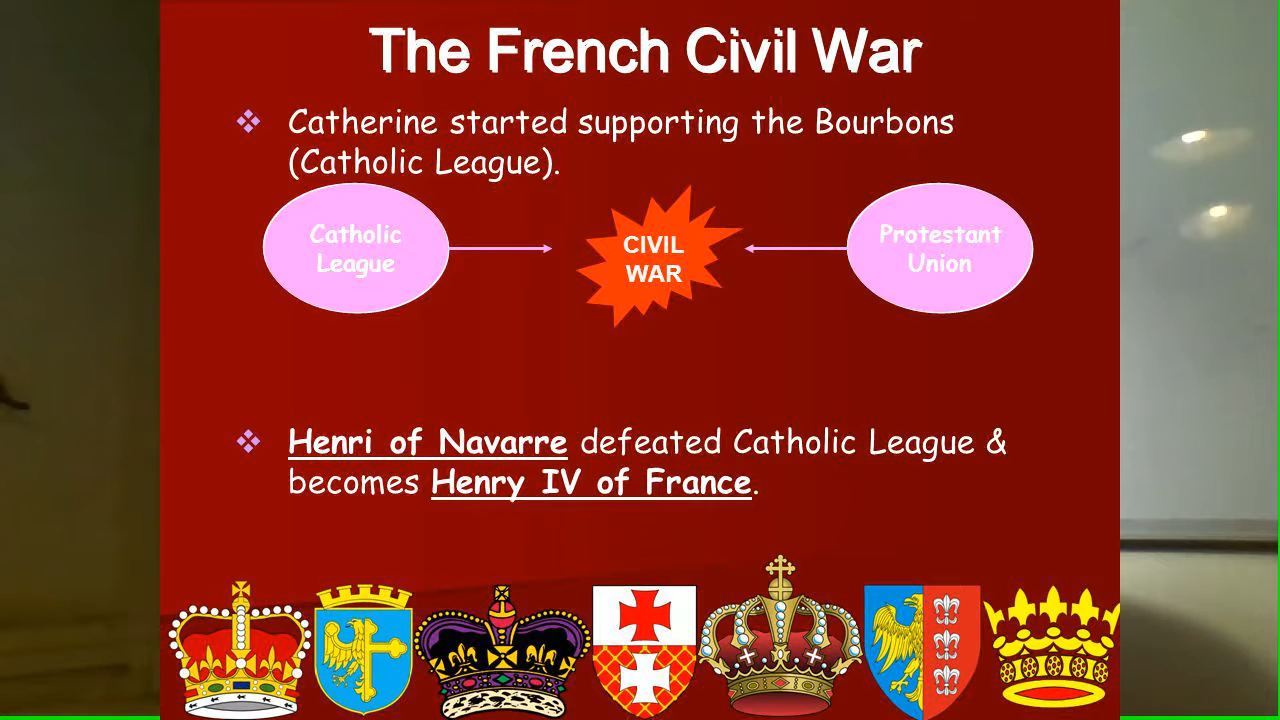 The French Civil War
Catherine started supporting the Bourbons
(Catholic League).
Catholic
League
CIVIL
WAR
Protestant
Union
Henri of Navarre defeated Catholic League &
becomes Henry IV of France.